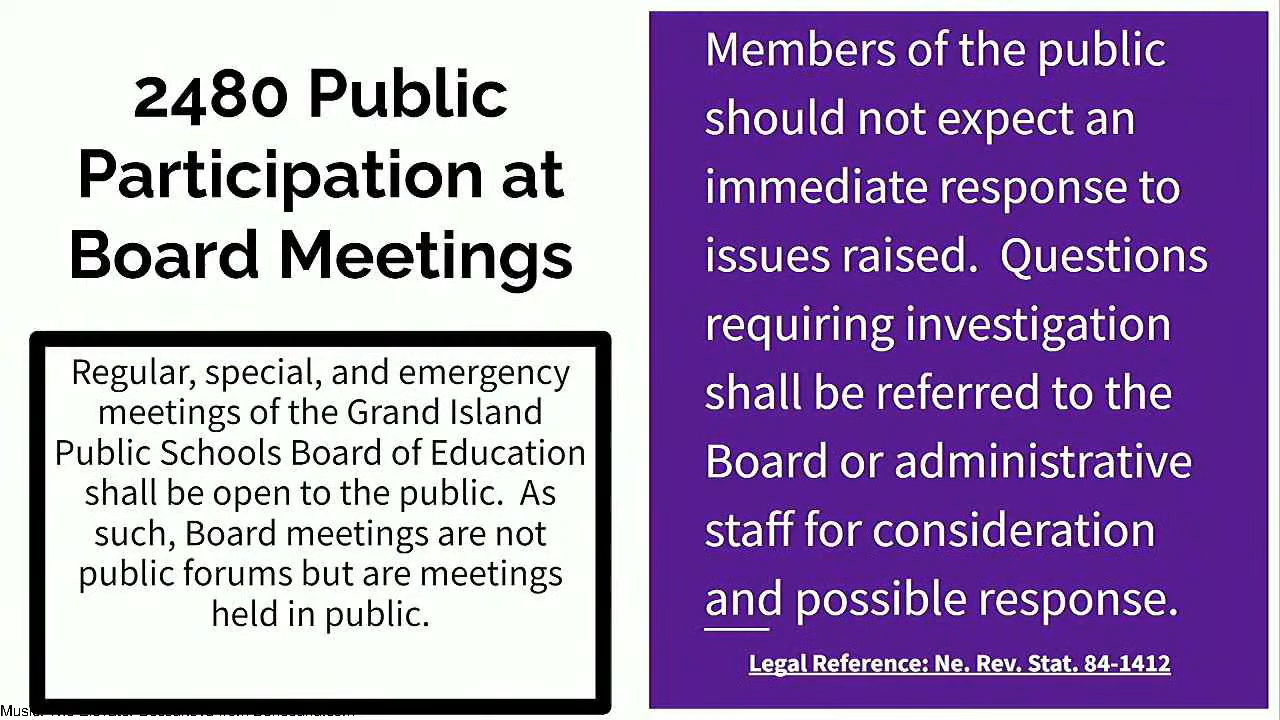 2480 Public
Participation at
Board Meetings
Regular, special, and emergency
meetings of the Grand Island
Public Schools Board of Education
shall be open to the public.  As
such, Board meetings are not
public forums but are meetings
held in public.
Members of the public
should not expect an
immediate response to
issues raised.  Questions
requiring investigation
shall be referred to the
Board or administrative
staff for consideration
and possible response.
Legal Reference: Ne. Rev. Stat. 84-1412